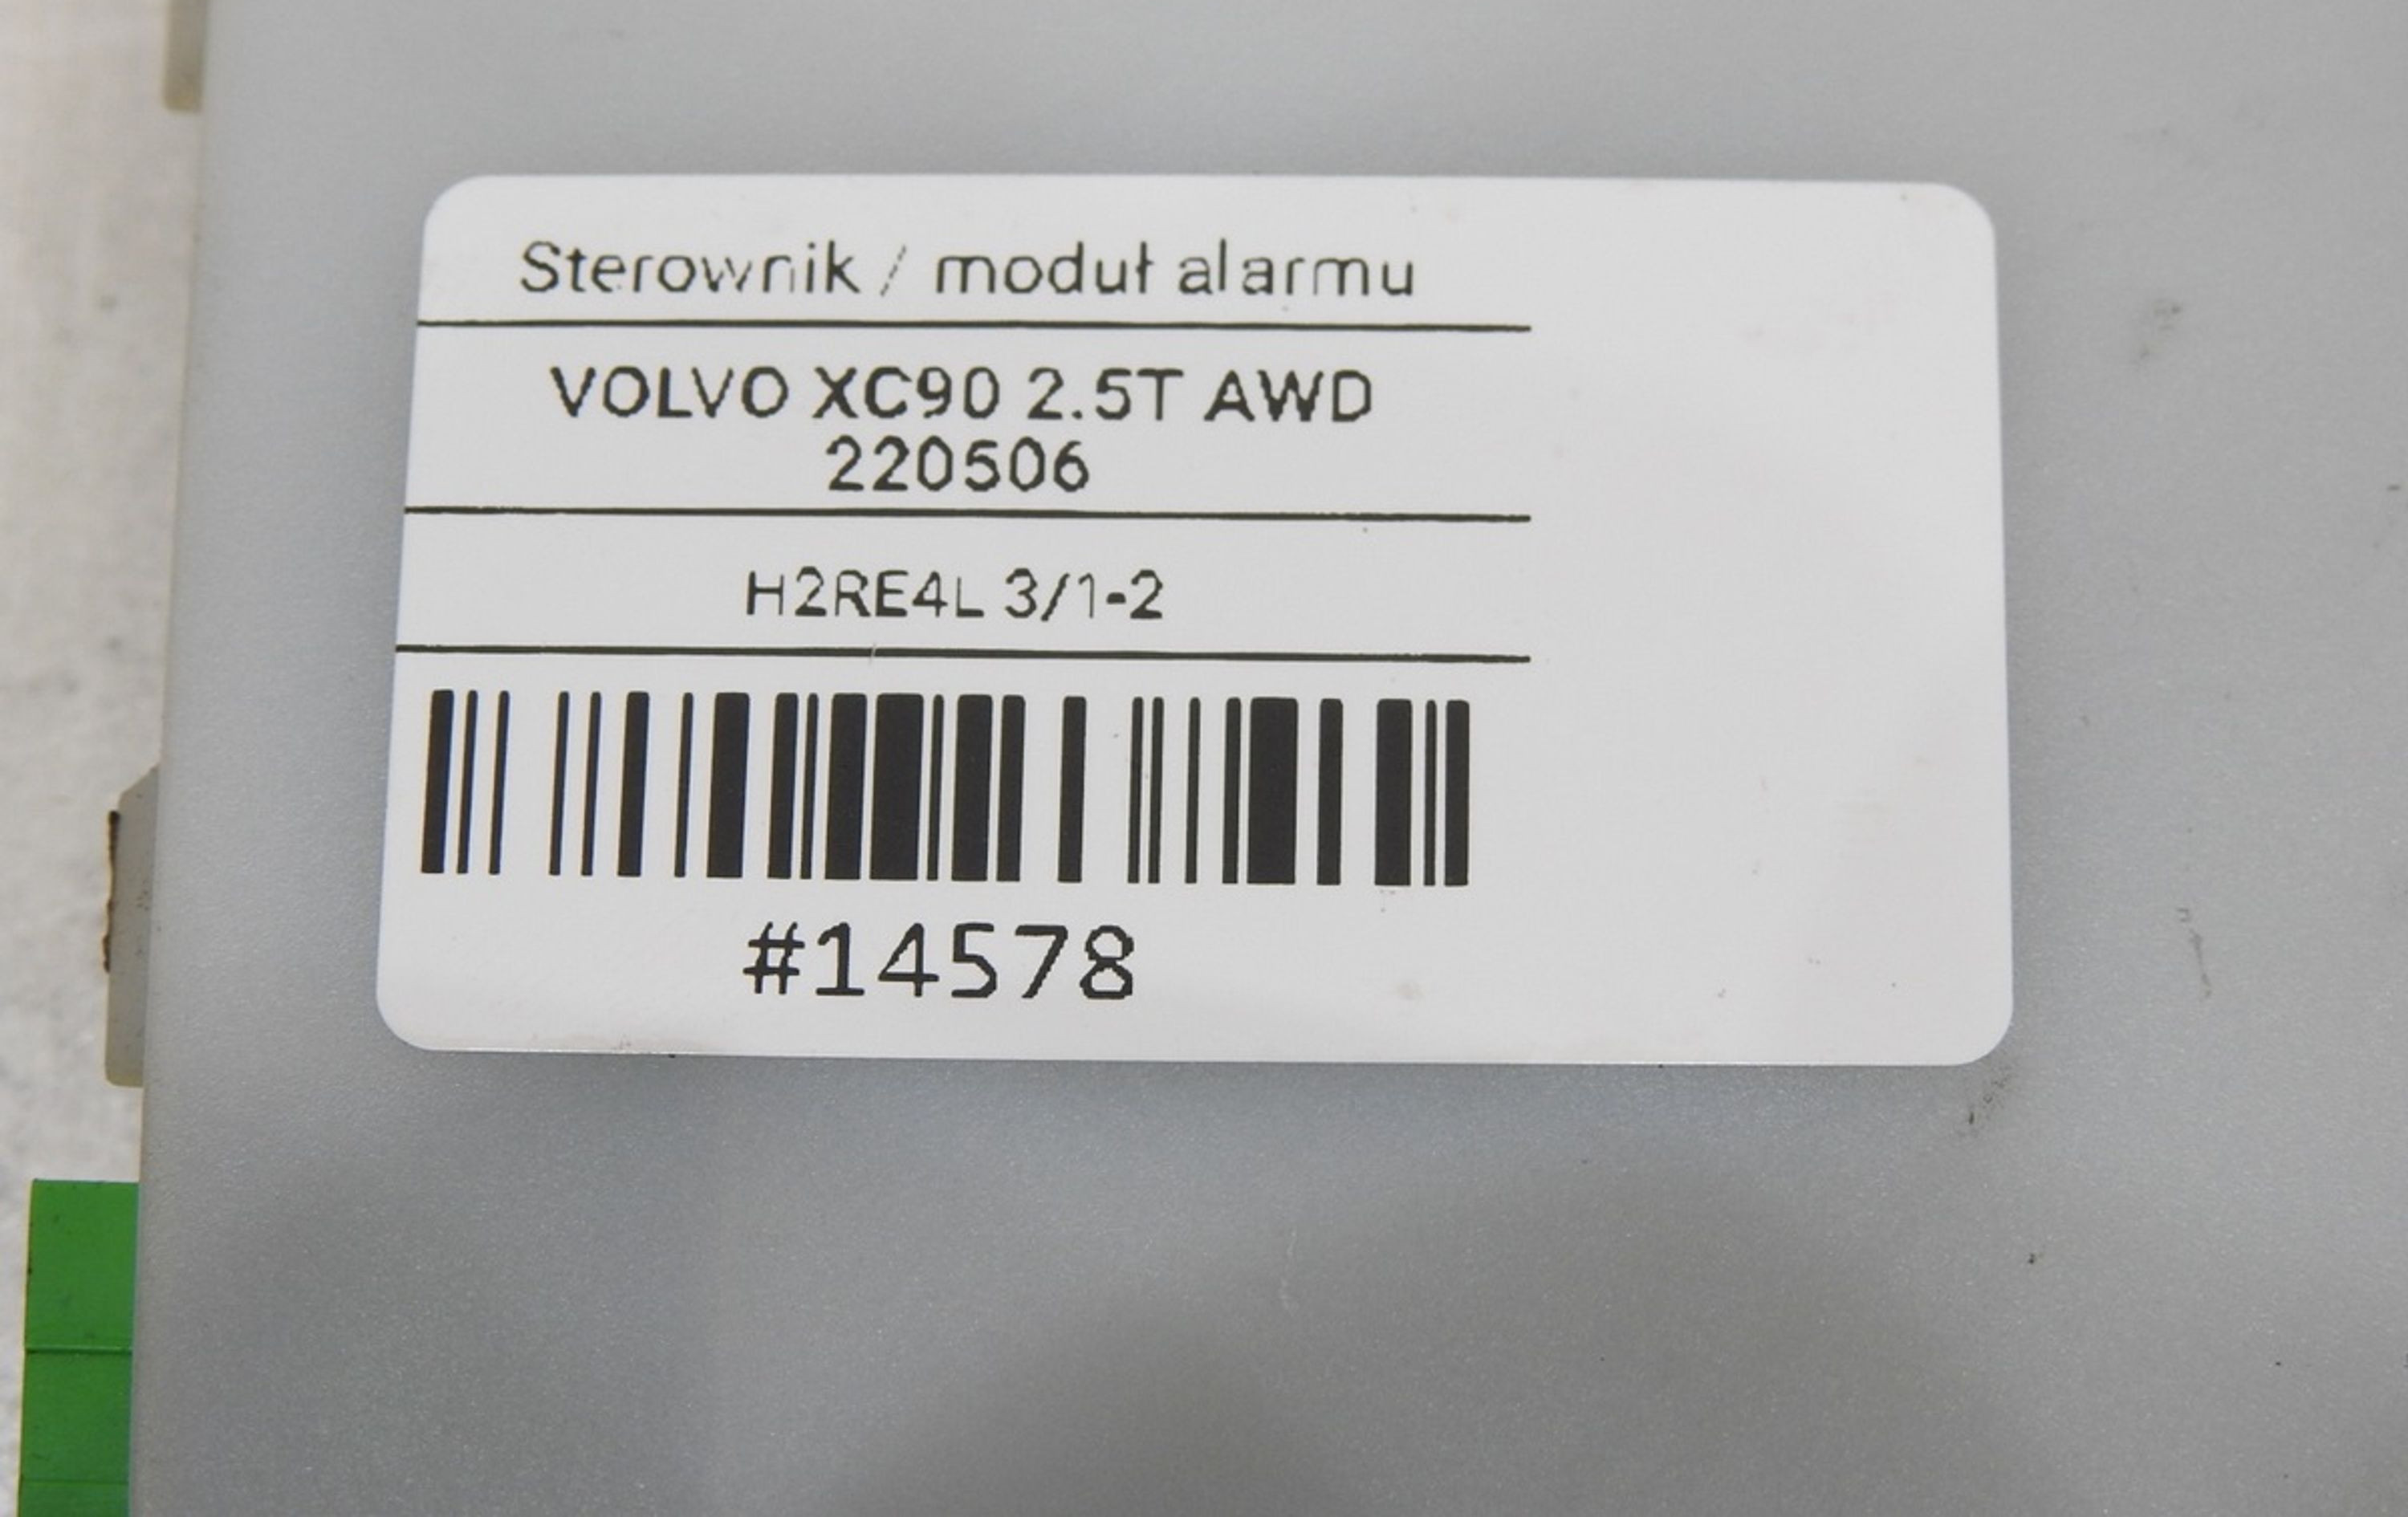 Sterownik / moduł alarmu
VOLVO XC90 2.5T AWD
220506
H2RE4L 3/1-2
#14578